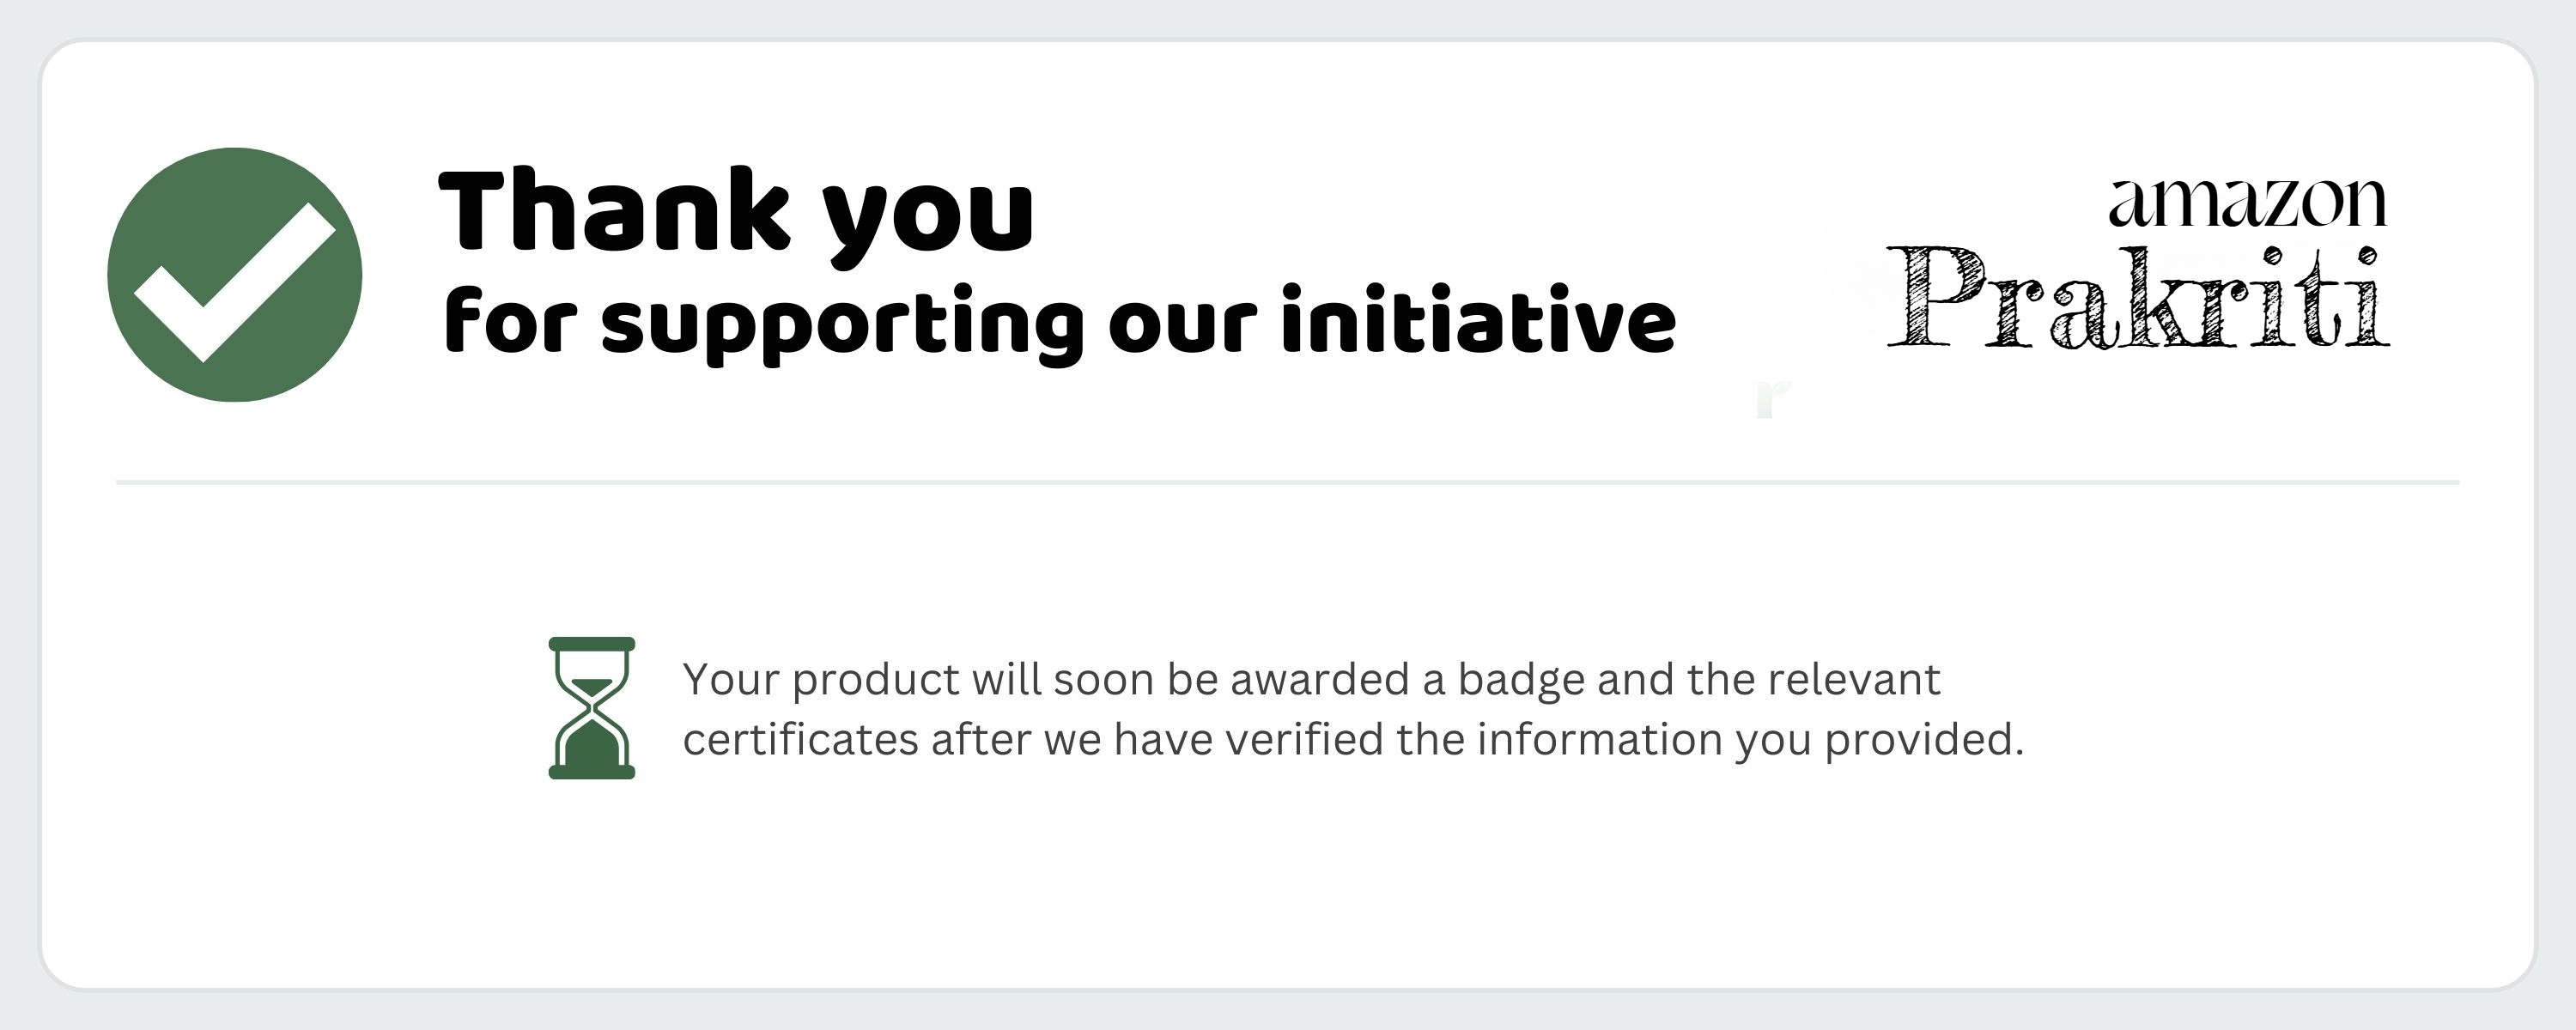 Thank you
for supporting our initiative
amazon
Prakriti
r
Your product will soon be awarded a badge and the relevant
certificates after we have verified the information you provided.